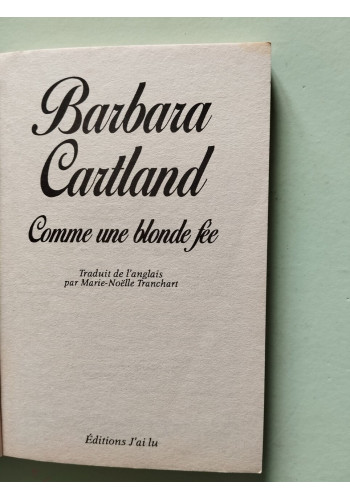 Barbara
Cartland
Comme une blonde fée
Traduit de l'anglais
par Marie-Noëlle Tranchart
Éditions J'ai lu